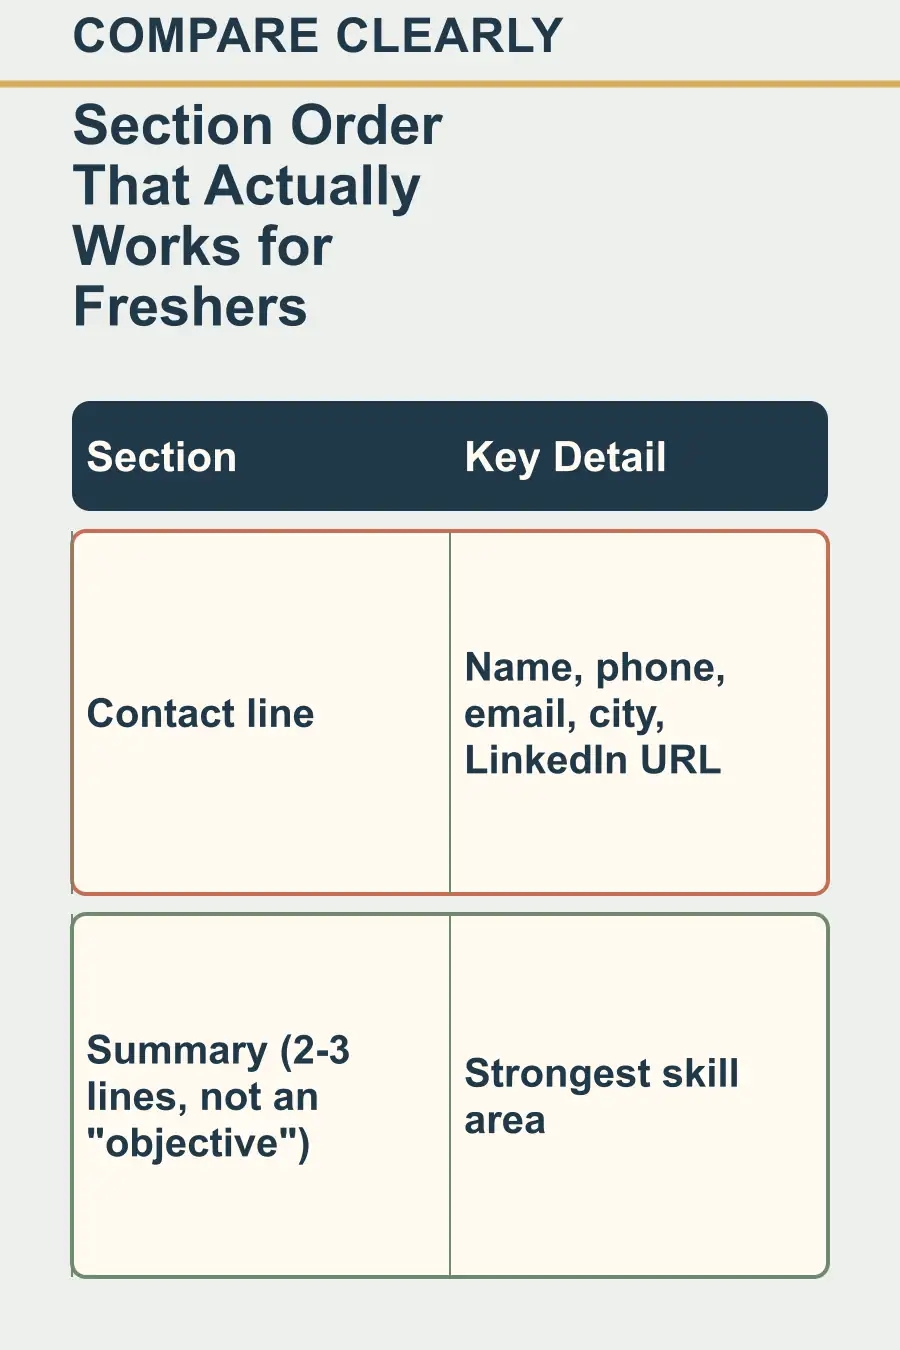 COMPARE CLEARLY
Section Order
That Actually
Works for
Freshers
Section
Key Detail
Contact line
Name, phone,
email, city,
LinkedIn URL
Summary (2-3
lines, not an
"objective")
Strongest skill
area